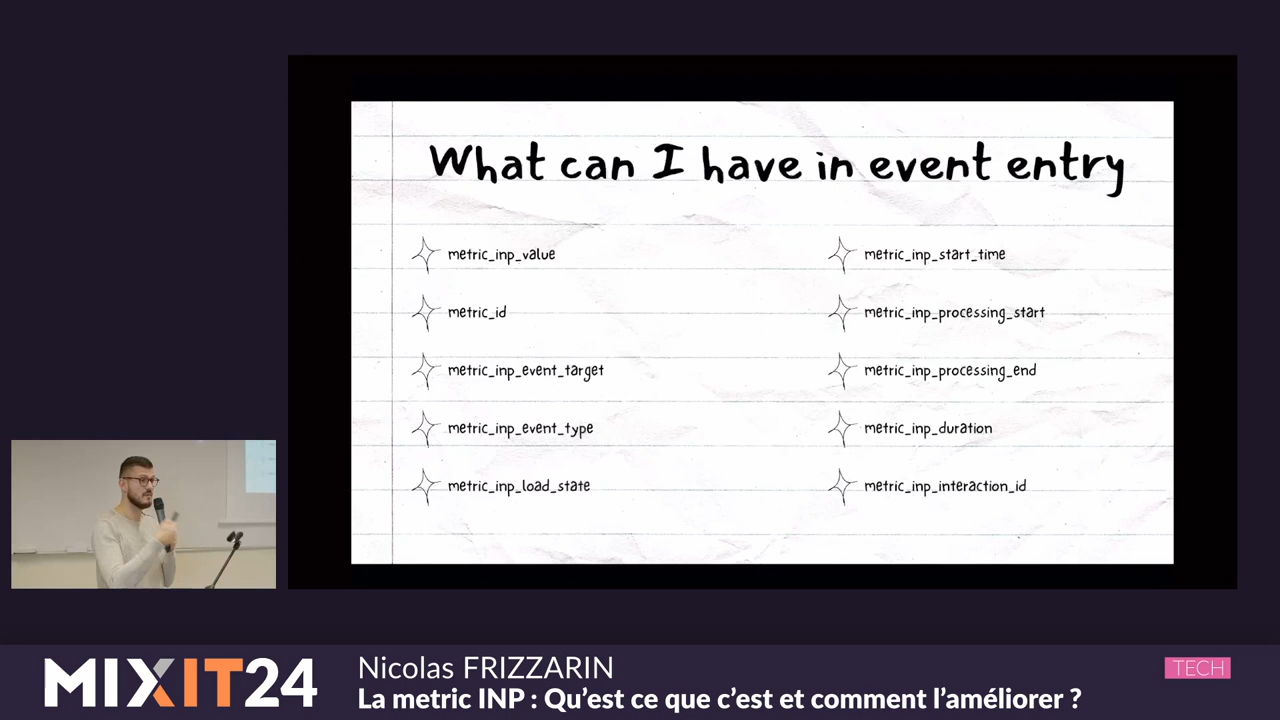 What can I have in event entry
metric_inp_value
metric_id
metric_inp_event_target
metric_inp_event_type
metric_inp_load_state
metric_inp_start_time
metric_inp_processing_start
metric_inp_processing_end
metric_inp_duration
metric_inp_interaction_id
MIXIT24
Nicolas FRIZZARIN
La metric INP : Qu’est ce que c’est et comment l’améliorer ?
TECH